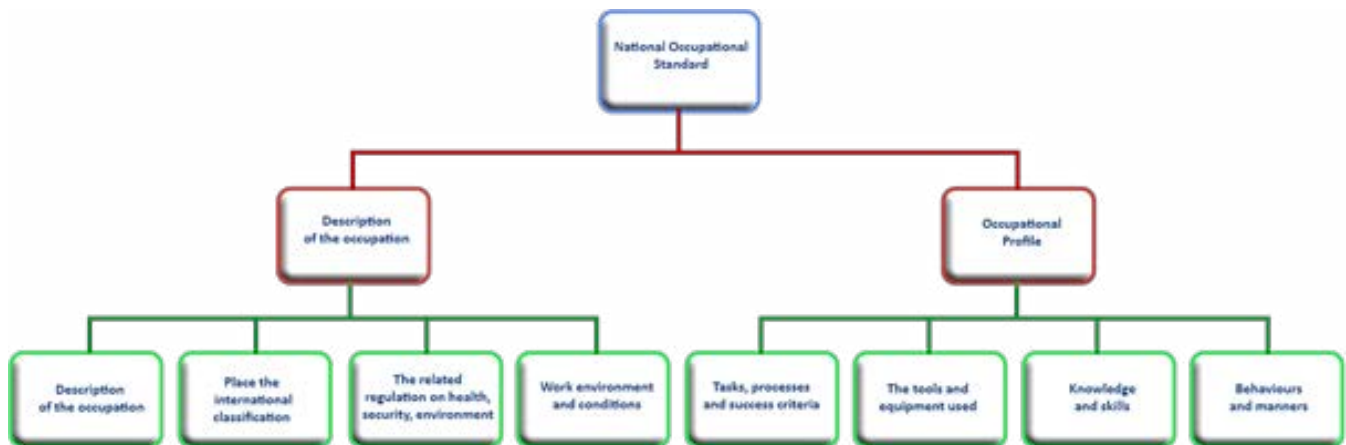 National Occupational
Standard
Description
of the occupation
Occupational
Profile
Description
of the occupation
Place the
international
classification
The related
regulation on health,
security, environment
Work environment
and conditions
Tasks, processes
and success criteria
The tools and
equipment used
Knowledge
and skills
Behaviours
and manners